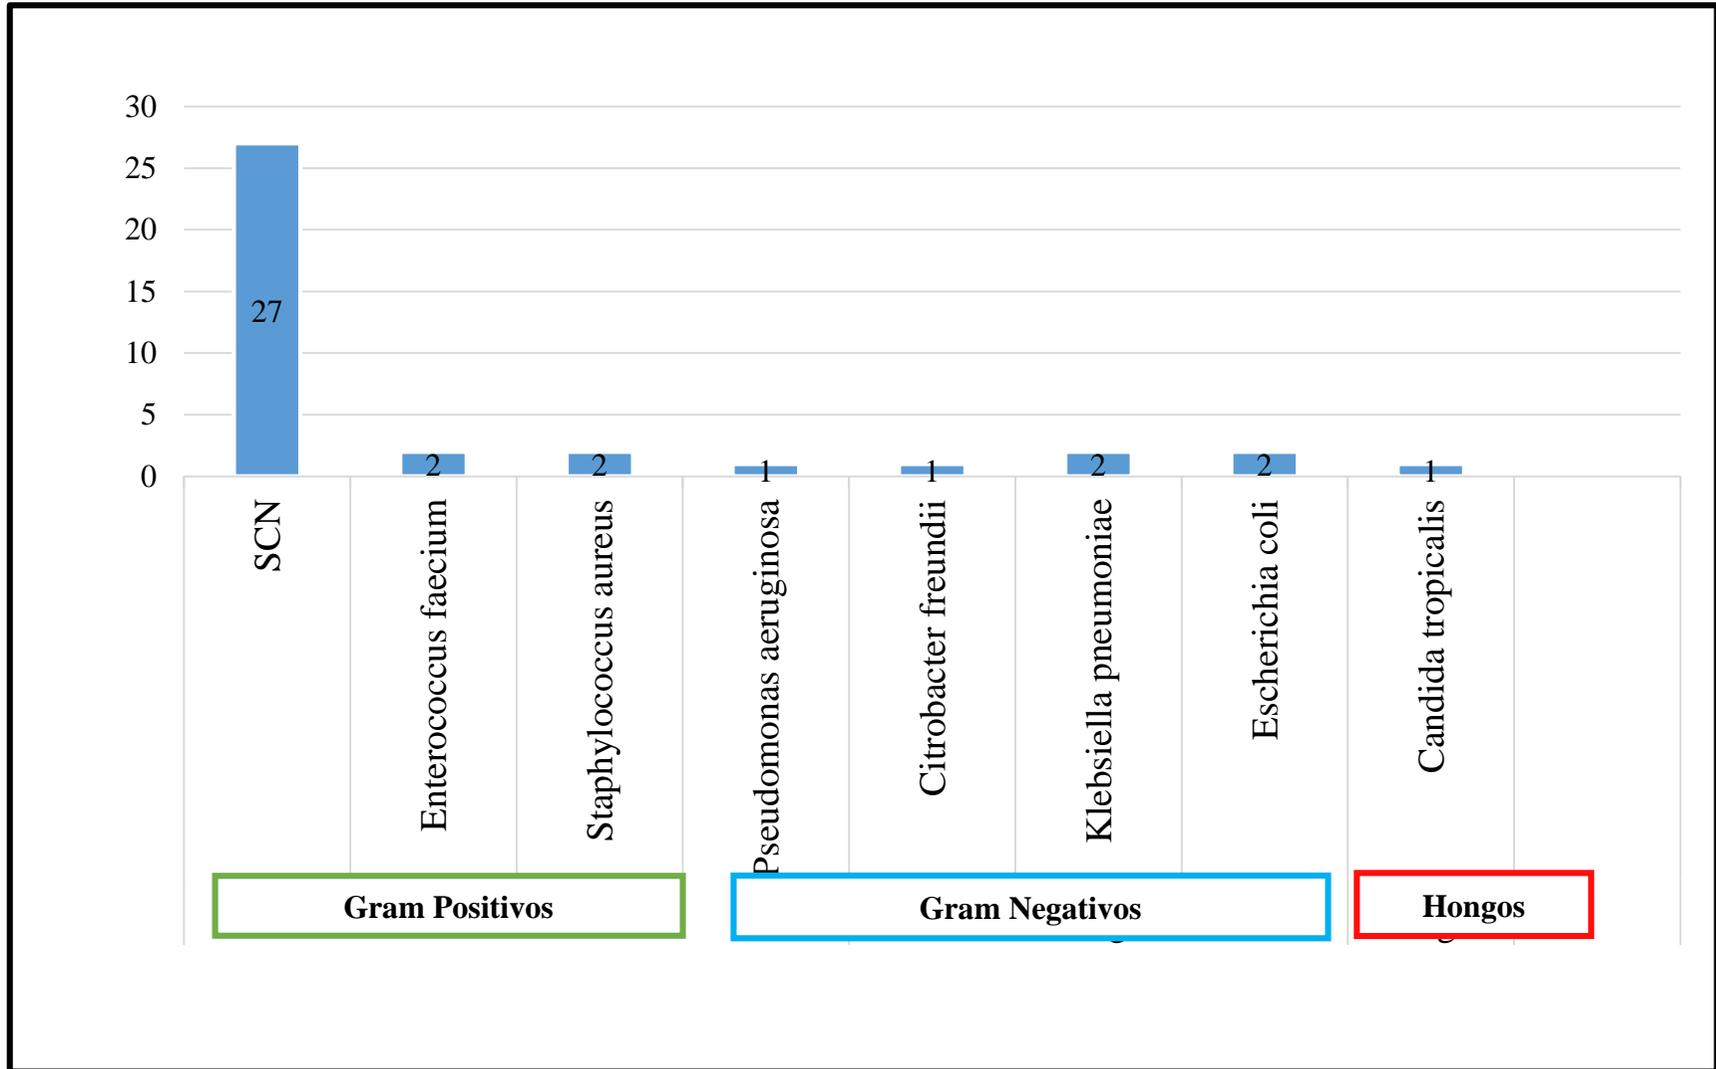 30
25
20
15
10
5
0
27
2
2
1
1
2
2
1
SCN
Enterococcus faecium
Staphylococcus aureus
Pseudomonas aeruginosa
Citrobacter freundii
Klebsiella pneumoniae
Escherichia coli
Candida tropicalis
Gram Positivos
Gram Negativos
Hongos